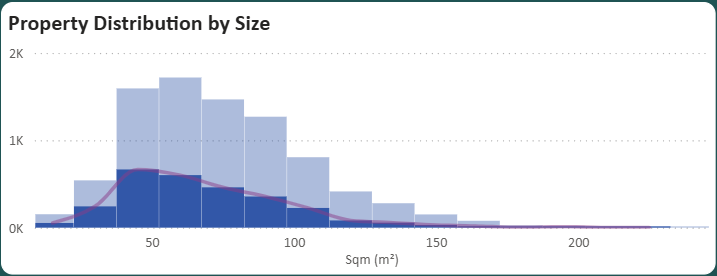 Property Distribution by Size
2K
1K
0K
50 100 150 200
Sqm (m²)